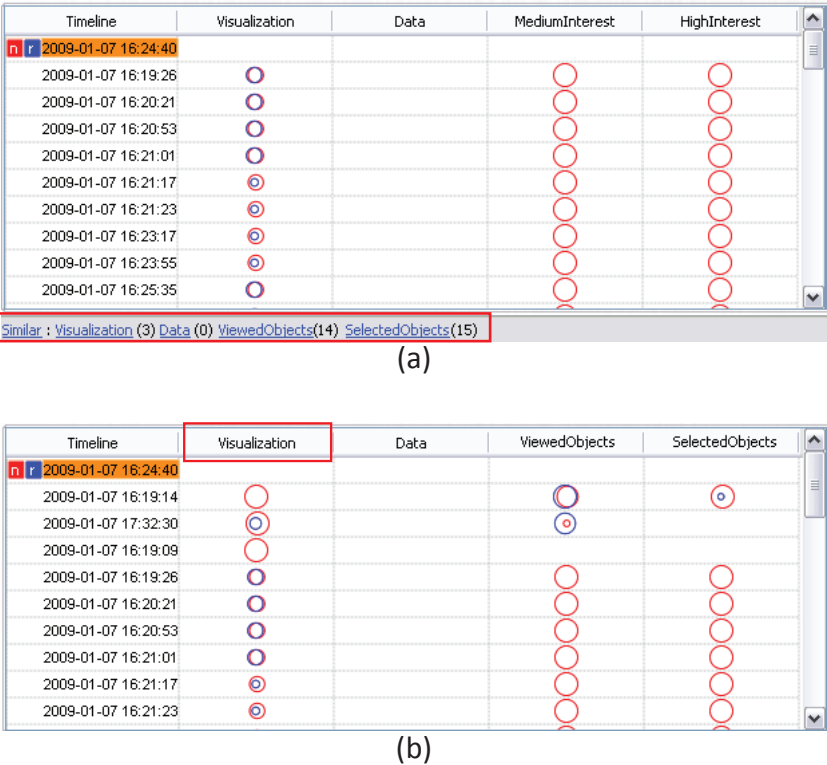 Timeline Visualization Data MediumInterest HighInterest
n r 2009-01-07 16:24:40
2009-01-07 16:19:26
2009-01-07 16:20:21
2009-01-07 16:20:53
2009-01-07 16:21:01
2009-01-07 16:21:17
2009-01-07 16:21:23
2009-01-07 16:23:17
2009-01-07 16:23:55
2009-01-07 16:25:35
Similar : Visualization (3) Data (0) ViewedObjects(14) SelectedObjects(15)
(a)
Timeline Visualization Data ViewedObjects SelectedObjects
n r 2009-01-07 16:24:40
2009-01-07 16:19:14
2009-01-07 17:32:30
2009-01-07 16:19:09
2009-01-07 16:19:26
2009-01-07 16:20:21
2009-01-07 16:20:53
2009-01-07 16:21:01
2009-01-07 16:21:17
2009-01-07 16:21:23
(b)